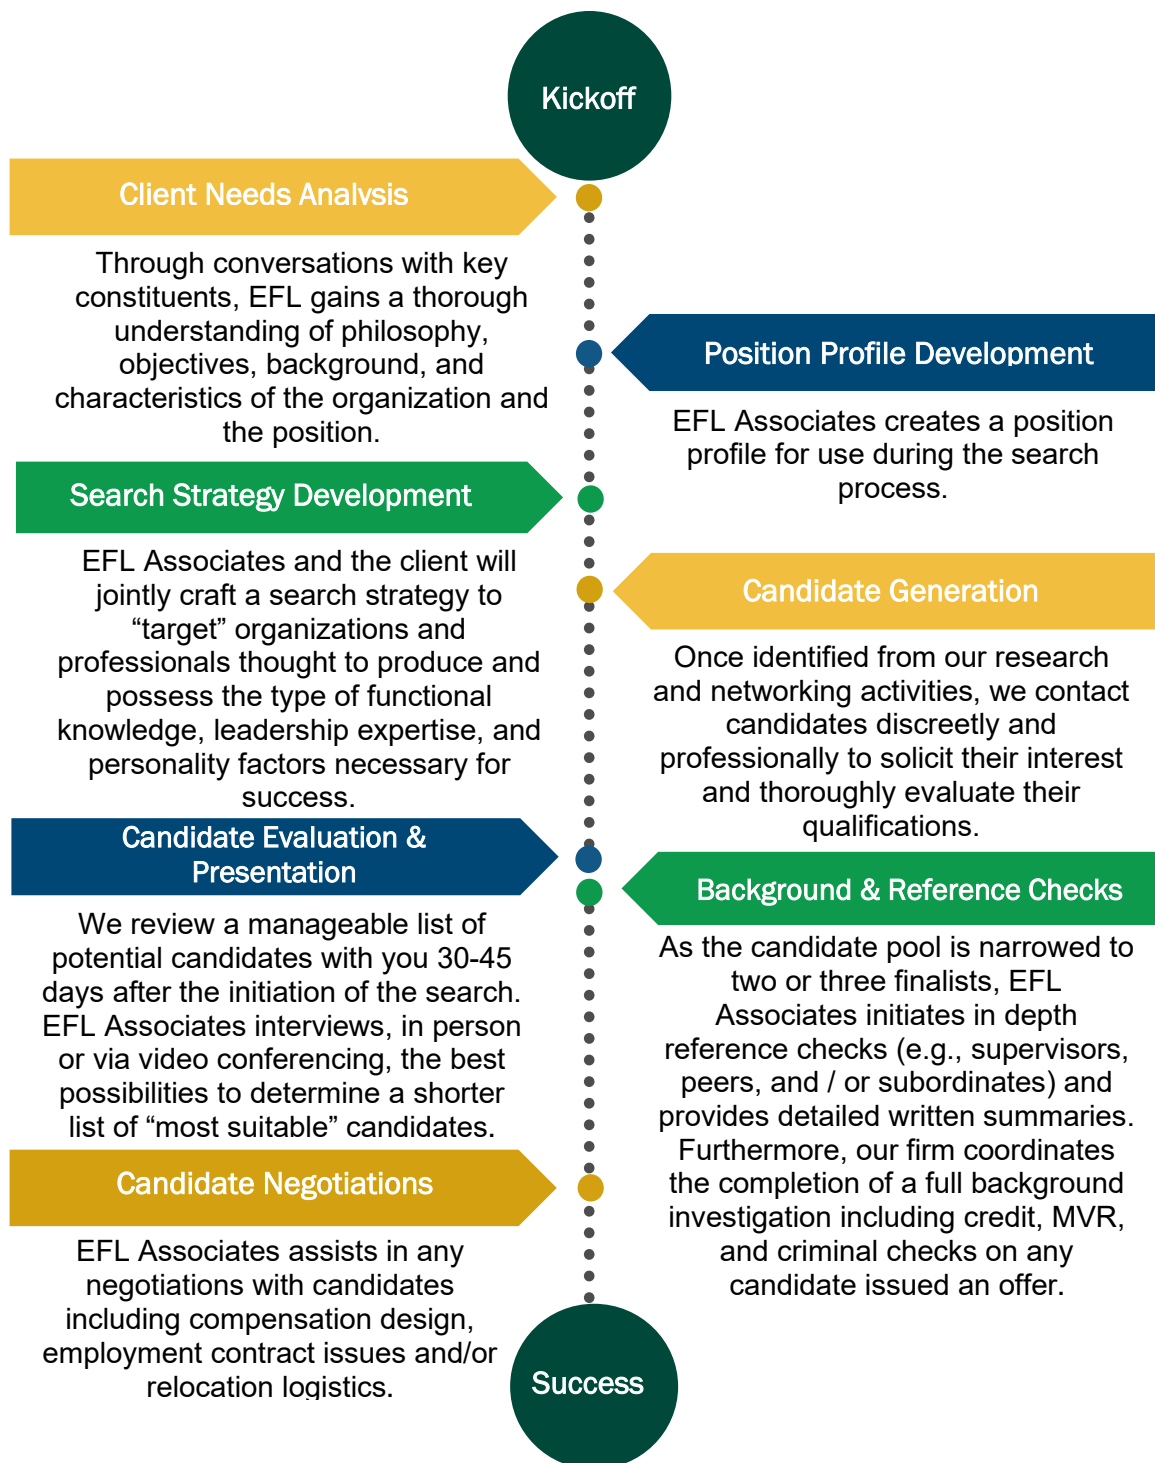 Kickoff
Client Needs Analysis
Through conversations with key
constituents, EFL gains a thorough
understanding of philosophy,
objectives, background, and
characteristics of the organization and
the position.
Position Profile Development
EFL Associates creates a position
profile for use during the search
process.
Search Strategy Development
EFL Associates and the client will
jointly craft a search strategy to
“target” organizations and
professionals thought to produce and
possess the type of functional
knowledge, leadership expertise, and
personality factors necessary for
success.
Candidate Generation
Once identified from our research
and networking activities, we contact
candidates discreetly and
professionally to solicit their interest
and thoroughly evaluate their
qualifications.
Candidate Evaluation &
Presentation
We review a manageable list of
potential candidates with you 30-45
days after the initiation of the search.
EFL Associates interviews, in person
or via video conferencing, the best
possibilities to determine a shorter
list of “most suitable” candidates.
Background & Reference Checks
As the candidate pool is narrowed to
two or three finalists, EFL
Associates initiates in depth
reference checks (e.g., supervisors,
peers, and / or subordinates) and
provides detailed written summaries.
Furthermore, our firm coordinates
the completion of a full background
investigation including credit, MVR,
and criminal checks on any
candidate issued an offer.
Candidate Negotiations
EFL Associates assists in any
negotiations with candidates
including compensation design,
employment contract issues and/or
relocation logistics.
Success